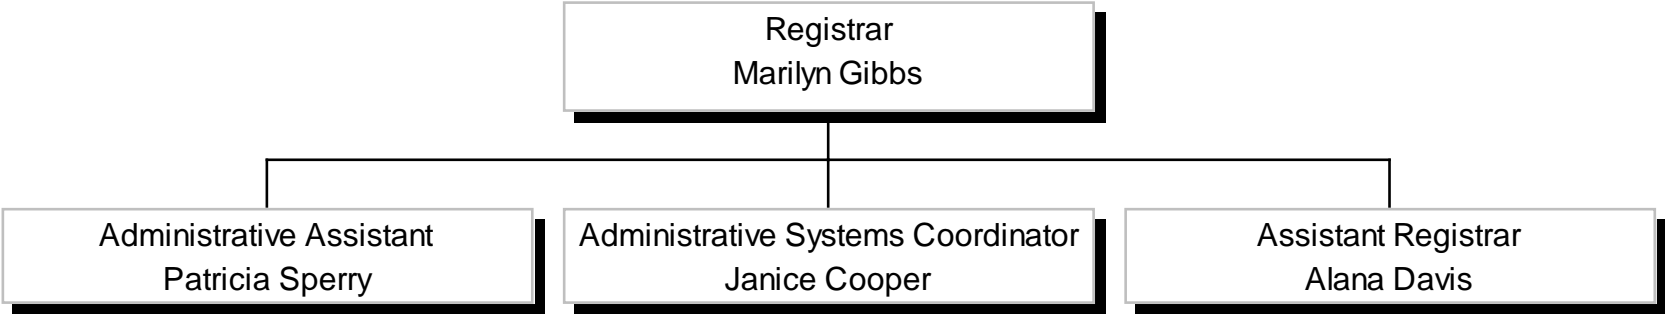 Registrar
Marilyn Gibbs
Administrative Assistant
Patricia Sperry
Administrative Systems Coordinator
Janice Cooper
Assistant Registrar
Alana Davis